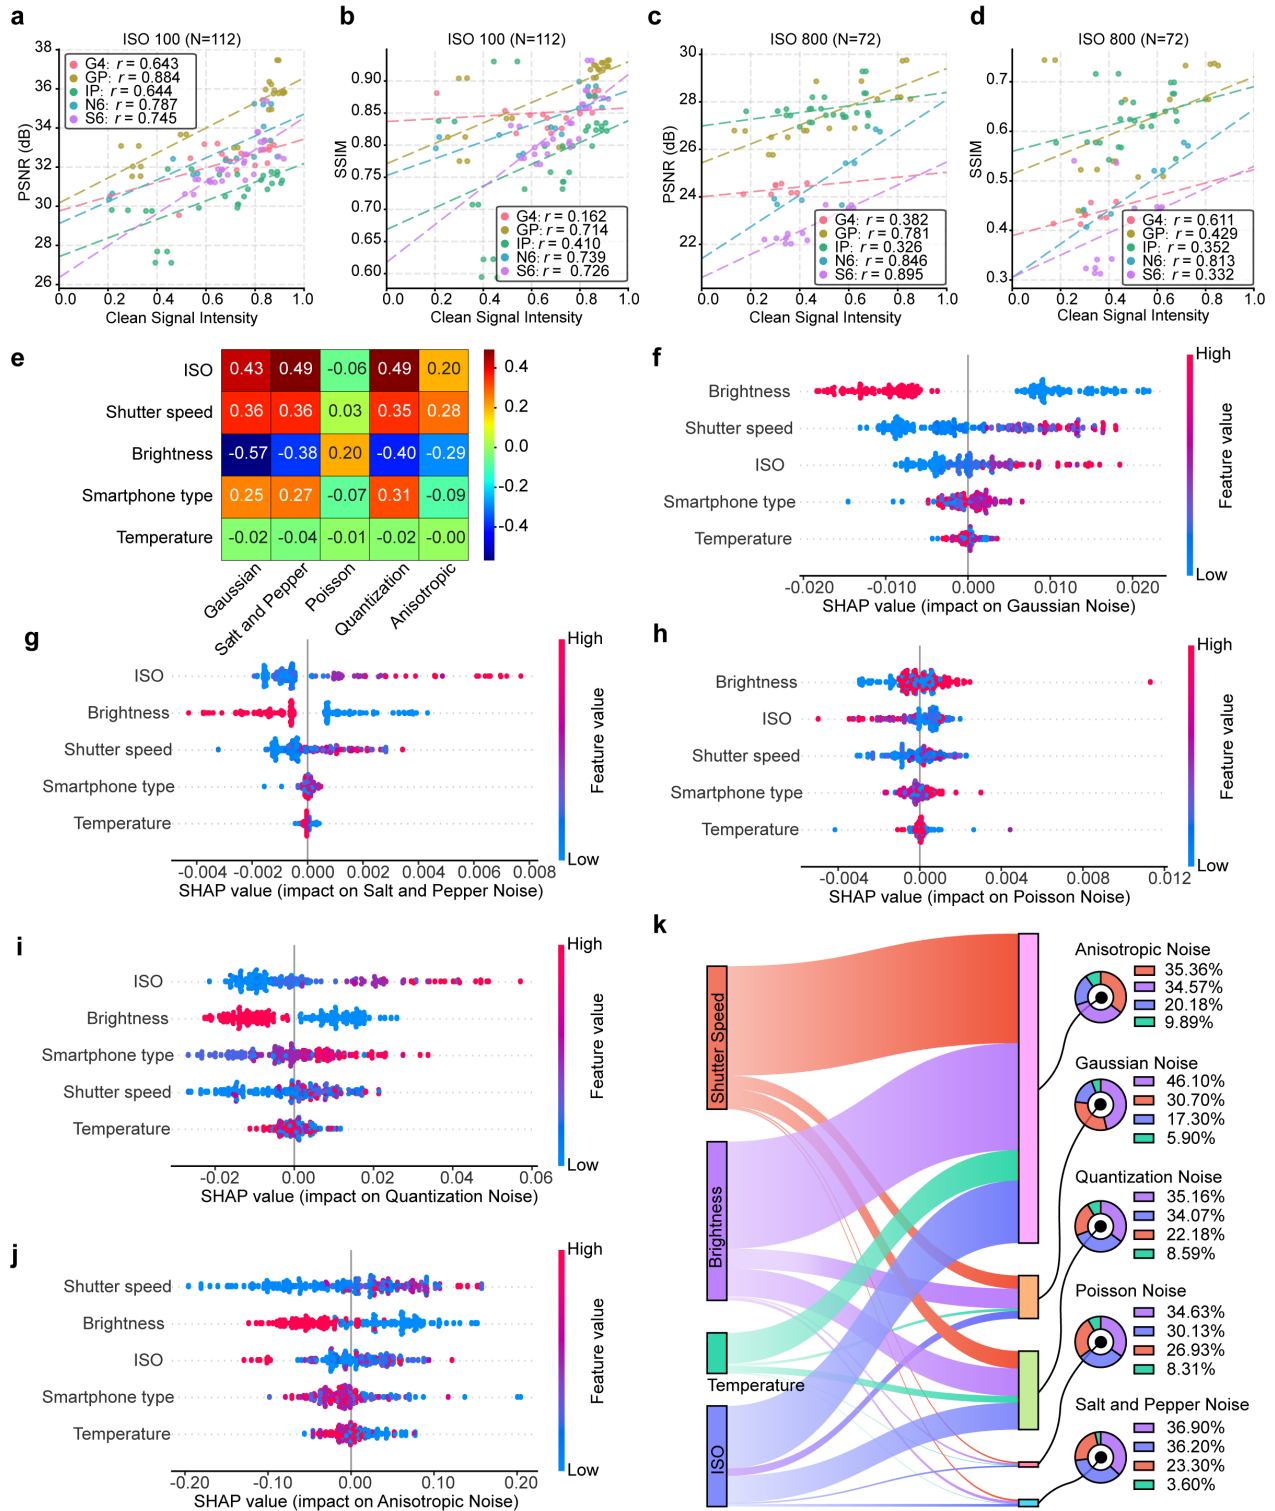 a
ISO 100 (N=112)
38
36
34
32
30
28
26
PSNR (dB)
G4: r = 0.643
GP: r = 0.884
IP: r = 0.644
N6: r = 0.787
S6: r = 0.745
0.0 0.2 0.4 0.6 0.8 1.0
Clean Signal Intensity
b
ISO 100 (N=112)
0.90
0.85
0.80
0.75
0.70
0.65
0.60
SSIM
G4: r = 0.162
GP: r = 0.714
IP: r = 0.410
N6: r = 0.739
S6: r = 0.726
0.0 0.2 0.4 0.6 0.8 1.0
Clean Signal Intensity
c
ISO 800 (N=72)
30
28
26
24
22
PSNR (dB)
G4: r = 0.382
GP: r = 0.781
IP: r = 0.326
N6: r = 0.846
S6: r = 0.895
0.0 0.2 0.4 0.6 0.8 1.0
Clean Signal Intensity
d
ISO 800 (N=72)
0.7
0.6
0.5
0.4
0.3
SSIM
G4: r = 0.611
GP: r = 0.429
IP: r = 0.352
N6: r = 0.813
S6: r = 0.332
0.0 0.2 0.4 0.6 0.8 1.0
Clean Signal Intensity
e
ISO 0.43 0.49 -0.06 0.49 0.20
Shutter speed 0.36 0.36 0.03 0.35 0.28
Brightness -0.57 -0.38 0.20 -0.40 -0.29
Smartphone type 0.25 0.27 -0.07 0.31 -0.09
Temperature -0.02 -0.04 -0.01 -0.02 -0.00
Gaussian
Salt and Pepper
Poisson
Quantization
Anisotropic
0.4
0.2
0.0
-0.2
-0.4
f
Brightness
Shutter speed
ISO
Smartphone type
Temperature
-0.020 -0.010 0.000 0.010 0.020
SHAP value (impact on Gaussian Noise)
High
Feature value
Low
g
ISO
Brightness
Shutter speed
Smartphone type
Temperature
-0.004 -0.002 0.000 0.002 0.004 0.006 0.008
SHAP value (impact on Salt and Pepper Noise)
High
Feature value
Low
h
Brightness
ISO
Shutter speed
Smartphone type
Temperature
-0.004 0.000 0.004 0.008 0.012
SHAP value (impact on Poisson Noise)
High
Feature value
Low
i
ISO
Brightness
Smartphone type
Shutter speed
Temperature
-0.02 0.00 0.02 0.04 0.06
SHAP value (impact on Quantization Noise)
High
Feature value
Low
j
Shutter speed
Brightness
ISO
Smartphone type
Temperature
-0.20 -0.10 0.00 0.10 0.20
SHAP value (impact on Anisotropic Noise)
High
Feature value
Low
k
Shutter Speed
Brightness
Temperature
ISO
Anisotropic Noise
35.36%
34.57%
20.18%
9.89%
Gaussian Noise
46.10%
30.70%
17.30%
5.90%
Quantization Noise
35.16%
34.07%
22.18%
8.59%
Poisson Noise
34.63%
30.13%
26.93%
8.31%
Salt and Pepper Noise
36.90%
36.20%
23.30%
3.60%